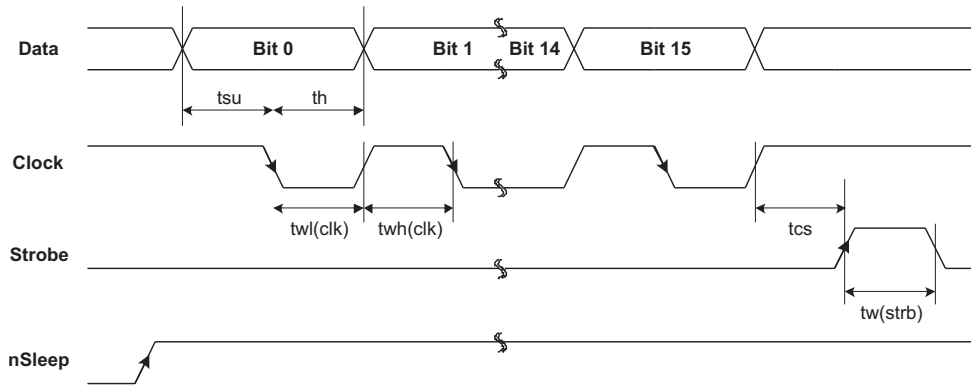 Data
Bit 0
Bit 1
Bit 14
Bit 15
tsu
th
Clock
twl(clk)
twh(clk)
tcs
Strobe
tw(strb)
nSleep